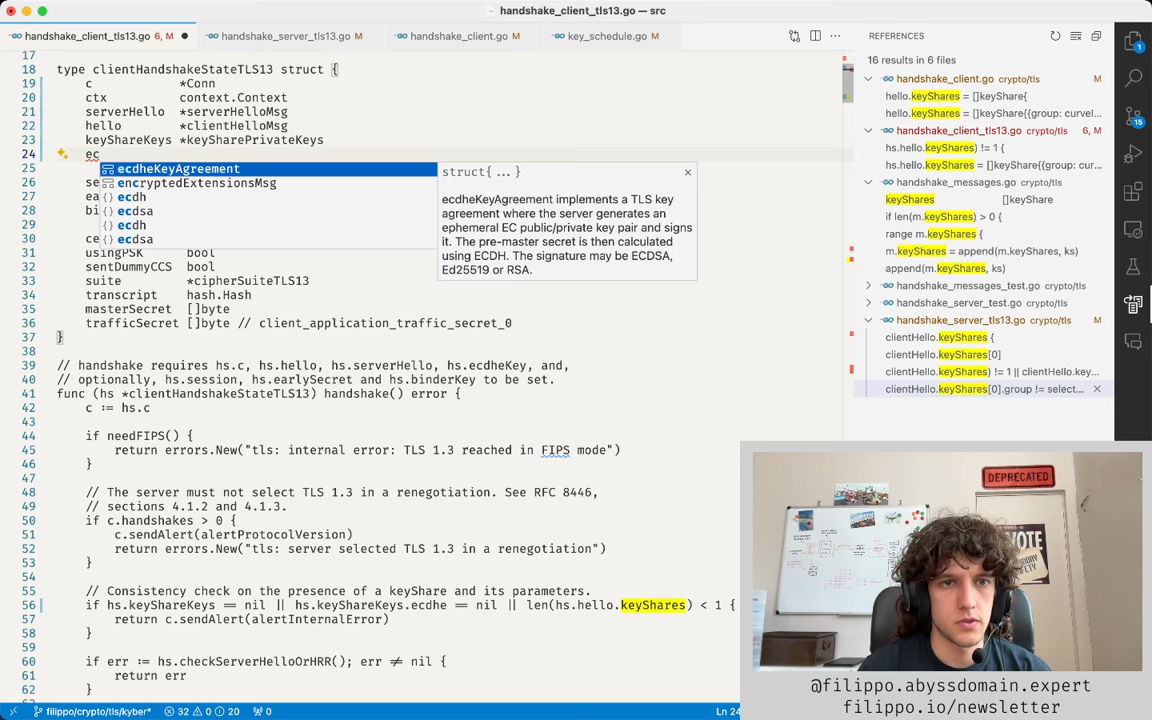 handshake_client_tls13.go — src
handshake_client_tls13.go 6, M
handshake_server_tls13.go M
handshake_client.go M
key_schedule.go M
17
18 type clientHandshakeStateTLS13 struct {
19 c *Conn
20 ctx context.Context
21 serverHello *serverHelloMsg
22 hello *clientHelloMsg
23 keyShareKeys *keySharePrivateKeys
24 ec
ecdheKeyAgreement
encryptedExtensionsMsg
ecdh
ecdsa
ecdh
ecdsa
struct{ ... }
ecdheKeyAgreement implements a TLS key
agreement where the server generates an
ephemeral EC public/private key pair and signs
it. The pre-master secret is then calculated
using ECDH. The signature may be ECDSA,
Ed25519 or RSA.
25
26 se
27 ea
28 bi
29
30 ce
31 usingPSK bool
32 sentDummyCCS bool
33 suite *cipherSuiteTLS13
34 transcript hash.Hash
35 masterSecret []byte
36 trafficSecret []byte // client_application_traffic_secret_0
37 }
38
39 // handshake requires hs.c, hs.hello, hs.serverHello, hs.ecdheKey, and,
40 // optionally, hs.session, hs.earlySecret and hs.binderKey to be set.
41 func (hs *clientHandshakeStateTLS13) handshake() error {
42 c := hs.c
43
44 if needFIPS() {
45 return errors.New("tls: internal error: TLS 1.3 reached in FIPS mode")
46 }
47
48 // The server must not select TLS 1.3 in a renegotiation. See RFC 8446,
49 // sections 4.1.2 and 4.1.3.
50 if c.handshakes > 0 {
51 c.sendAlert(alertProtocolVersion)
52 return errors.New("tls: server selected TLS 1.3 in a renegotiation")
53 }
54
55 // Consistency check on the presence of a keyShare and its parameters.
56 if hs.keyShareKeys == nil || hs.keyShareKeys.ecdhe == nil || len(hs.hello.keyShares) < 1 {
57 return c.sendAlert(alertInternalError)
58 }
59
60 if err := hs.checkServerHelloOrHRR(); err ≠ nil {
61 return err
62 }
REFERENCES
16 results in 6 files
handshake_client.go crypto/tls M
hello.keyShares = []keyShare{
hello.keyShares = []keyShare{{group: curveI...
handshake_client_tls13.go crypto/tls 6, M
hs.hello.keyShares) != 1 {
hs.hello.keyShares = []keyShare{{group: cur...
handshake_messages.go crypto/tls
keyShares []keyShare
if len(m.keyShares) > 0 {
range m.keyShares {
m.keyShares = append(m.keyShares, ks)
append(m.keyShares, ks)
handshake_messages_test.go crypto/tls
handshake_server_test.go crypto/tls
handshake_server_tls13.go crypto/tls M
clientHello.keyShares {
clientHello.keyShares[0]
clientHello.keyShares) != 1 || clientHello.key...
clientHello.keyShares[0].group != select...
1
15
DEPRECATED
VOTE
@filippo.abyssdomain.expert
filippo.io/newsletter
filippo/crypto/tls/kyber* 32 0 20 0
Ln 24